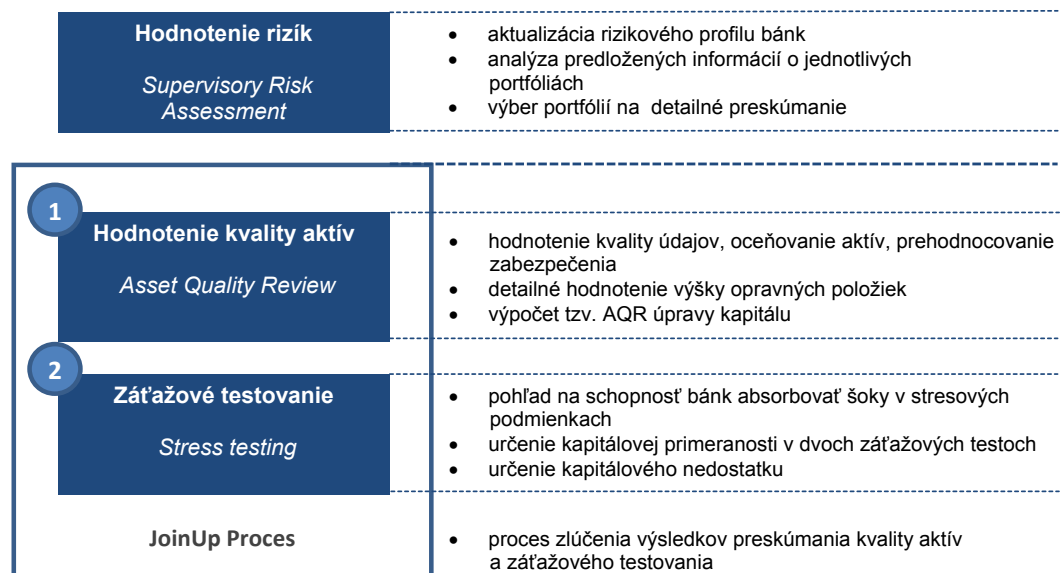 Hodnotenie rizík
Supervisory Risk
Assessment
• aktualizácia rizikového profilu bánk
• analýza predložených informácií o jednotlivých
portfóliách
• výber portfólií na detailné preskúmanie
1
Hodnotenie kvality aktív
Asset Quality Review
• hodnotenie kvality údajov, oceňovanie aktív, prehodnocovanie
zabezpečenia
• detailné hodnotenie výšky opravných položiek
• výpočet tzv. AQR úpravy kapitálu
2
Záťažové testovanie
Stress testing
• pohľad na schopnosť bánk absorbovať šoky v stresových
podmienkach
• určenie kapitálovej primeranosti v dvoch záťažových testoch
• určenie kapitálového nedostatku
JoinUp Proces
• proces zlúčenia výsledkov preskúmania kvality aktív
a záťažového testovania